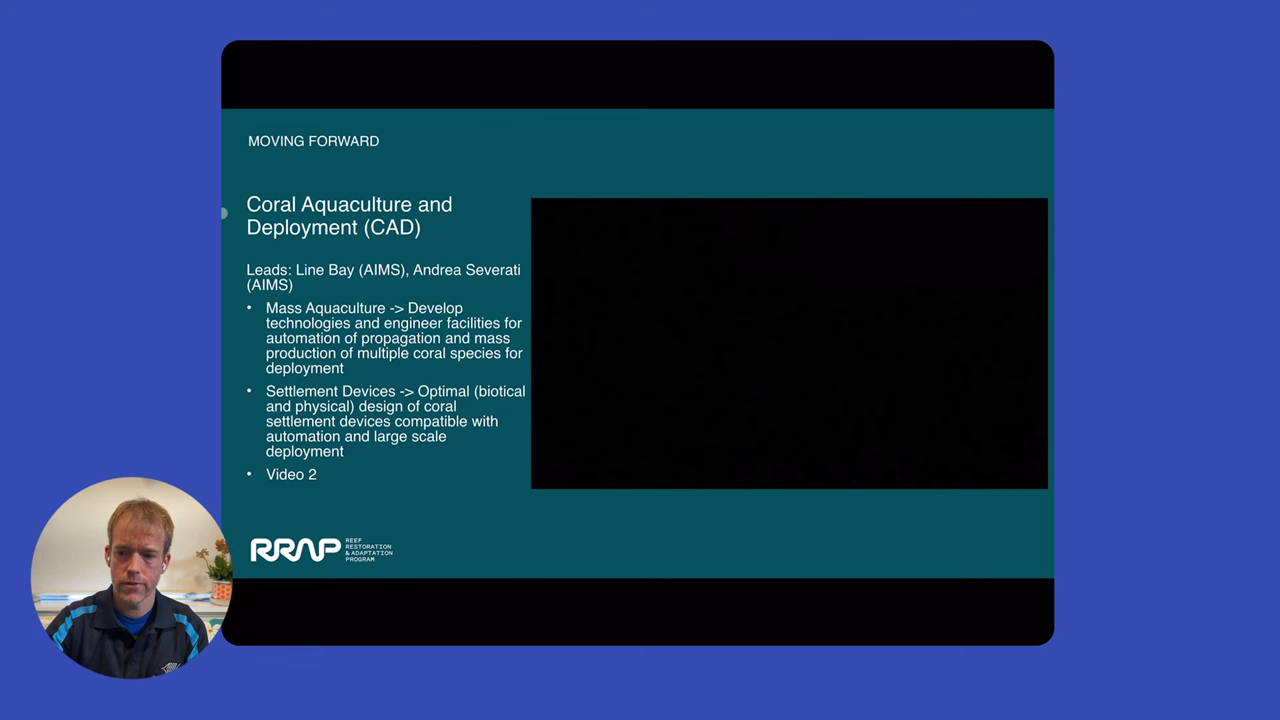 MOVING FORWARD
Coral Aquaculture and
Deployment (CAD)
Leads: Line Bay (AIMS), Andrea Severati
(AIMS)
• Mass Aquaculture -> Develop
technologies and engineer facilities for
automation of propagation and mass
production of multiple coral species for
deployment
• Settlement Devices -> Optimal (biotical
and physical) design of coral
settlement devices compatible with
automation and large scale
deployment
• Video 2
RRAP
REEF
RESTORATION
& ADAPTATION
PROGRAM